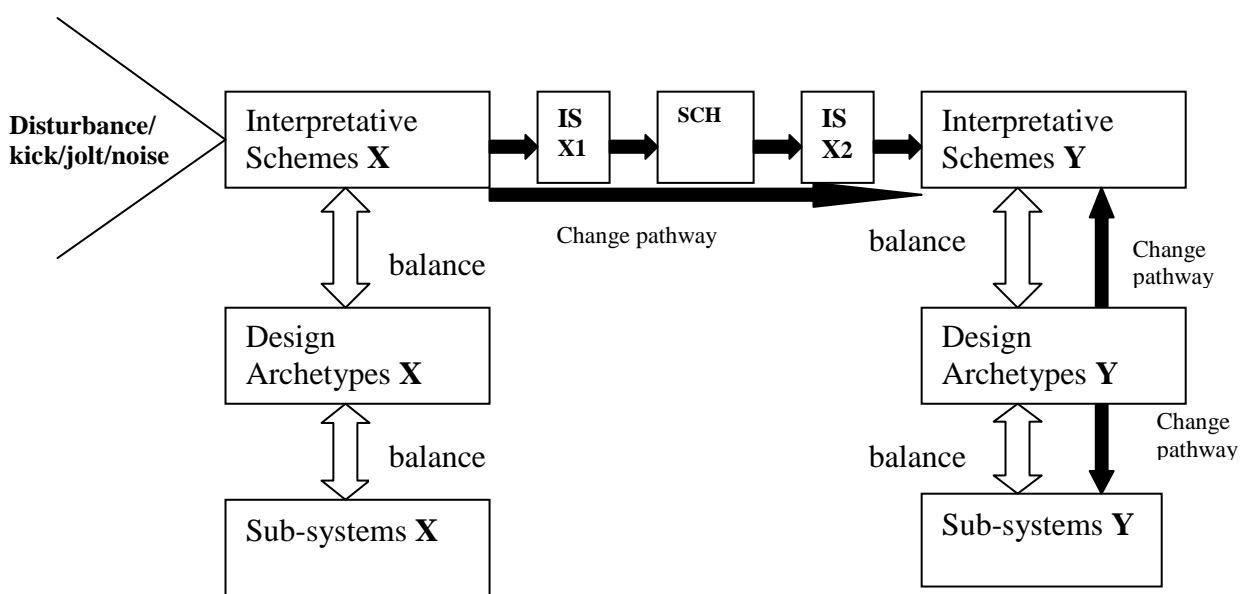 Disturbance/
kick/jolt/noise
Interpretative
Schemes X
IS
X1
SCH
IS
X2
Interpretative
Schemes Y
Change pathway
balance
balance
Change
pathway
Design
Archetypes X
Design
Archetypes Y
balance
balance
Change
pathway
Sub-systems X
Sub-systems Y